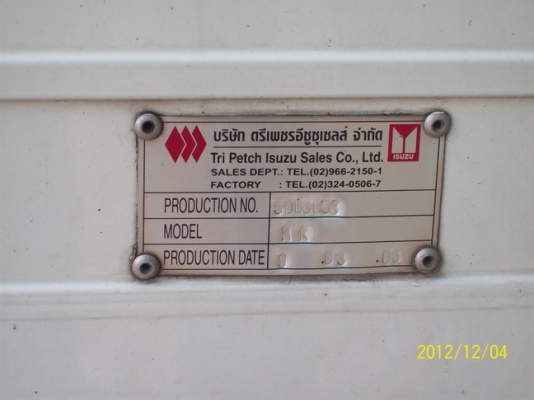 บริษัท ตรีเพชรอีซูซุเซลส์ จำกัด
Tri Petch Isuzu Sales Co., Ltd.
ISUZU
SALES DEPT.: TEL.(02)966-2150-1
FACTORY : TEL.(02)324-0506-7
PRODUCTION NO.
MODEL
PRODUCTION DATE
2012/12/04